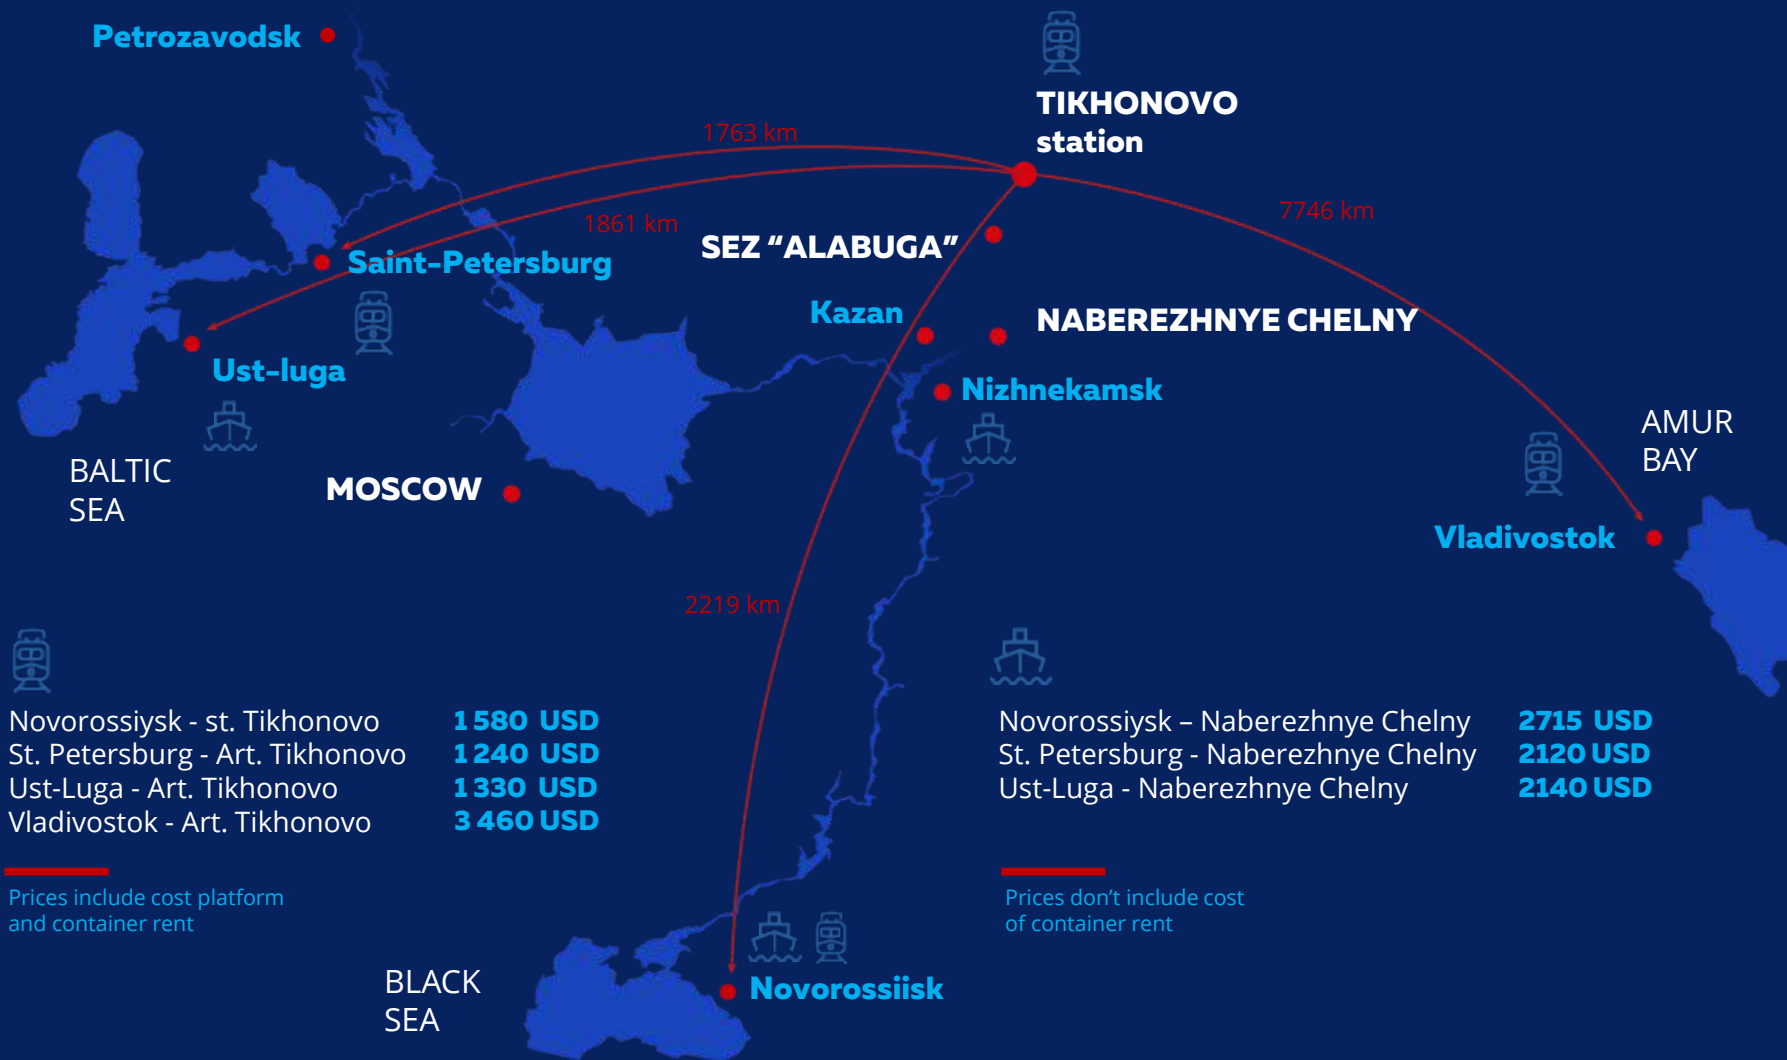 Petrozavodsk
TIKHONOVO
station
1763 km
7746 km
1861 km
SEZ “ALABUGA”
Saint-Petersburg
Kazan
NABEREZHNYE CHELNY
Ust-luga
Nizhnekamsk
AMUR
BAY
BALTIC
SEA
MOSCOW
Vladivostok
2219 km
Novorossiysk - st. Tikhonovo 1 580 USD
St. Petersburg - Art. Tikhonovo 1 240 USD
Ust-Luga - Art. Tikhonovo 1 330 USD
Vladivostok - Art. Tikhonovo 3 460 USD
Prices include cost platform
and container rent
Novorossiysk – Naberezhnye Chelny 2715 USD
St. Petersburg - Naberezhnye Chelny 2120 USD
Ust-Luga - Naberezhnye Chelny 2140 USD
Prices don’t include cost
of container rent
BLACK
SEA
Novorossiisk